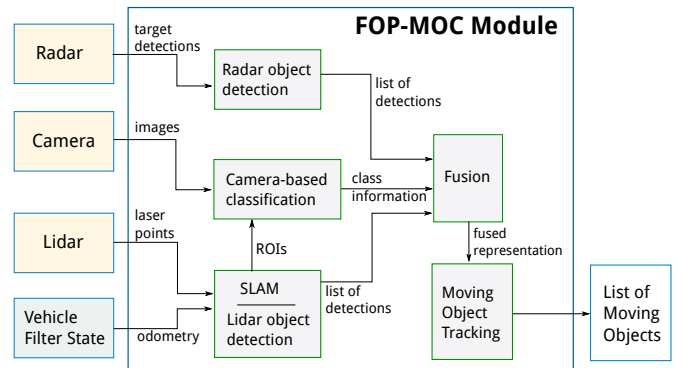 FOP-MOC Module
Radar
target
detections
Radar object
detection
list of
detections
Camera
images
Camera-based
classification
class
information
Fusion
Lidar
laser
points
ROIs
fused
representation
SLAM
Lidar object
detection
list of
detections
Vehicle
Filter State
odometry
Moving
Object
Tracking
List of
Moving
Objects